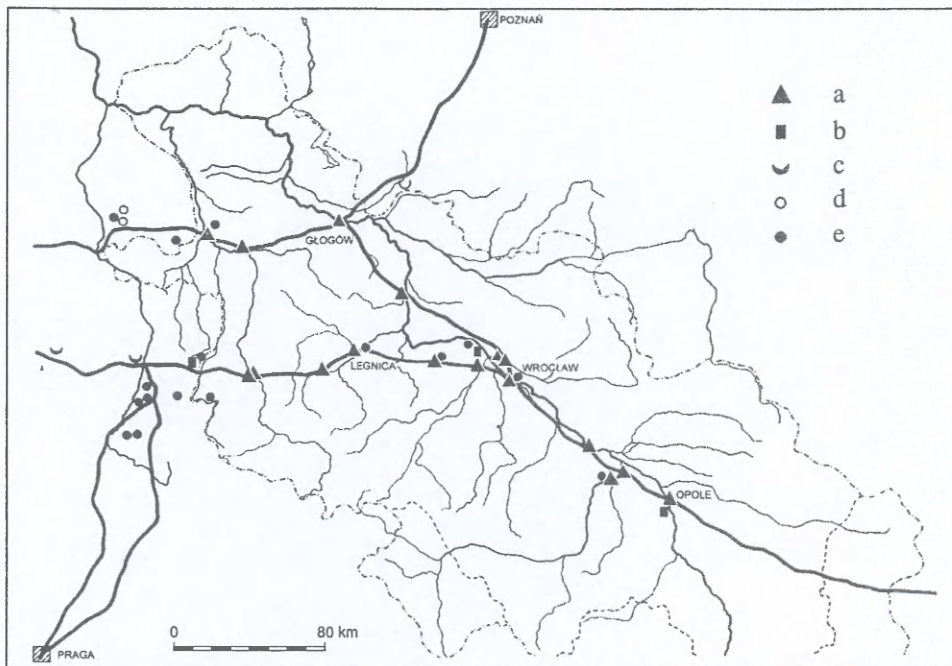 POZNAŃ
a
b
c
d
e
GŁOGÓW
LEGNICA
WROCŁAW
OPOLE
0 80 km
PRAGA